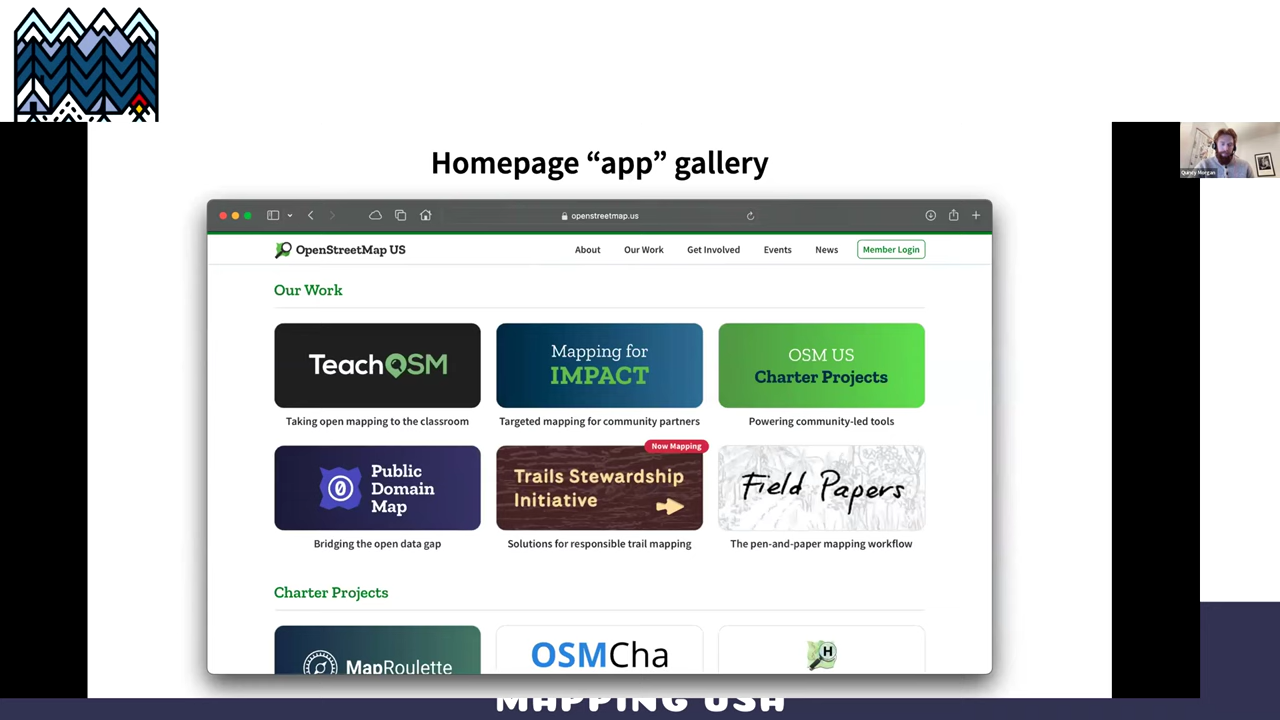 Homepage “app” gallery
Quincy Morgan
openstreetmap.us
OpenStreetMap US
About
Our Work
Get Involved
Events
News
Member Login
Our Work
TeachOSM
Mapping for
IMPACT
OSM US
Charter Projects
Taking open mapping to the classroom
Targeted mapping for community partners
Powering community-led tools
Public
Domain
Map
Now Mapping
Trails Stewardship
Initiative
Field Papers
Bridging the open data gap
Solutions for responsible trail mapping
The pen-and-paper mapping workflow
Charter Projects
MapRoulette
OSMCha
H
MAPPING USA